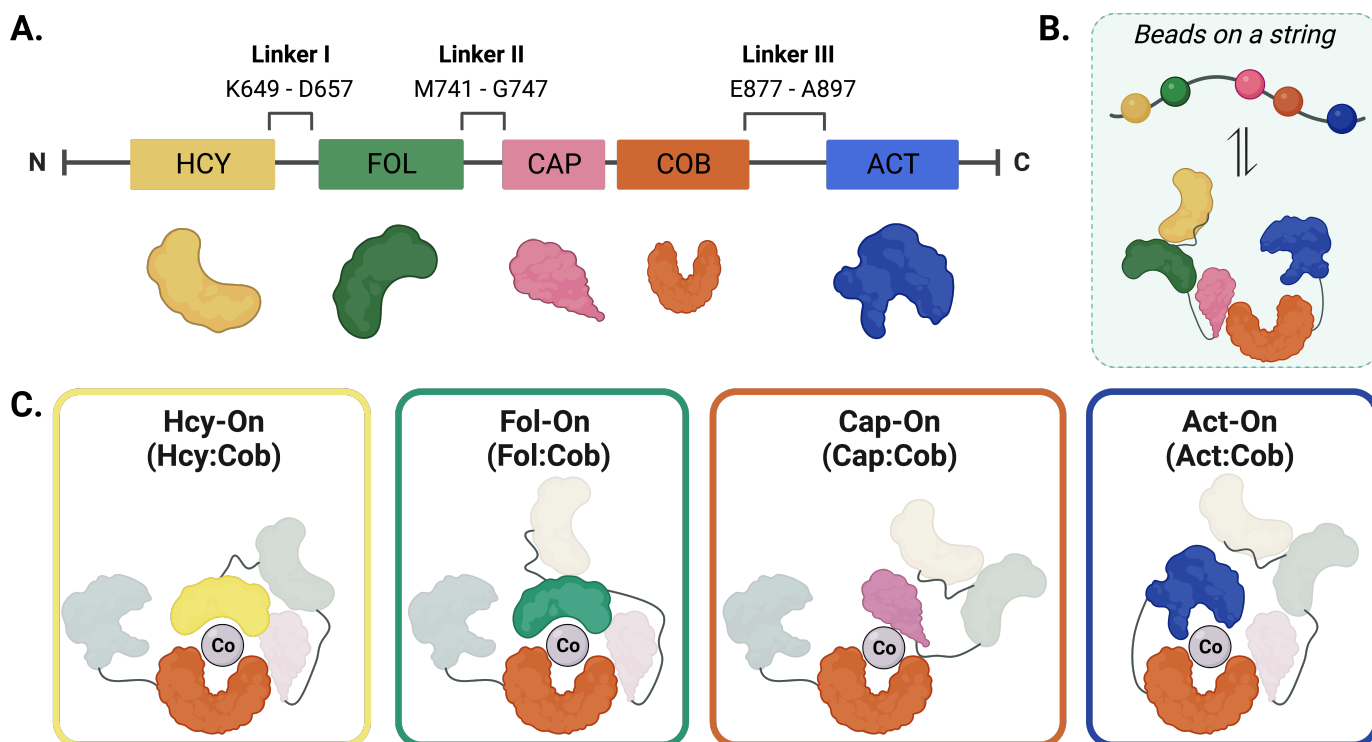 A.
Linker I
K649 - D657
Linker II
M741 - G747
Linker III
E877 - A897
N
HCY
FOL
CAP
COB
ACT
C
B.
Beads on a string
C.
Hcy-On
(Hcy:Cob)
Co
Fol-On
(Fol:Cob)
Co
Cap-On
(Cap:Cob)
Co
Act-On
(Act:Cob)
Co